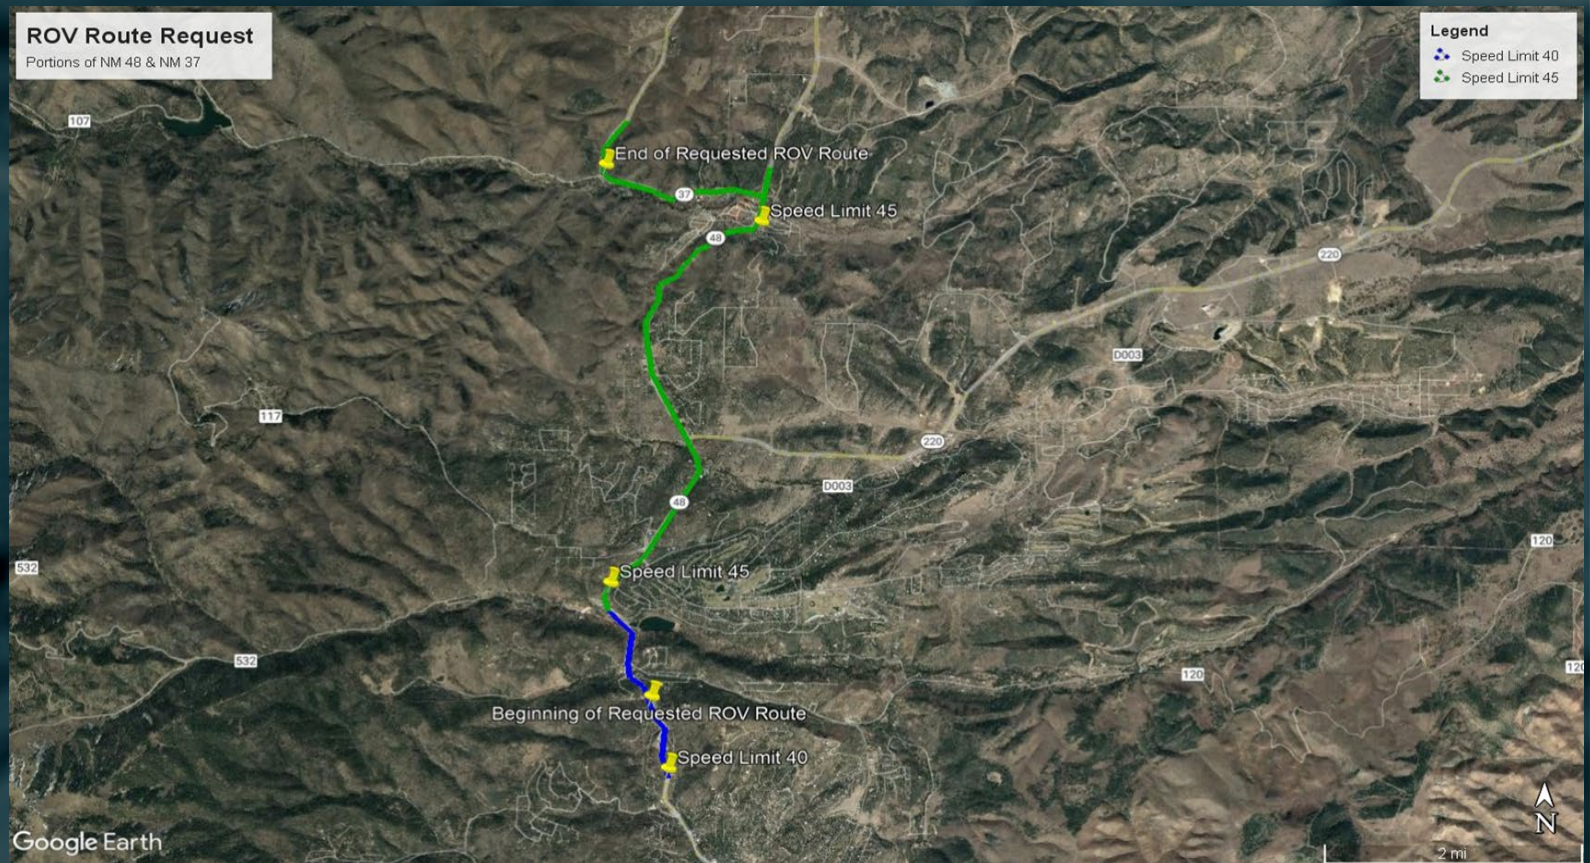 ROV Route Request
Portions of NM 48 & NM 37
Legend
Speed Limit 40
Speed Limit 45
107
End of Requested ROV Route
37
Speed Limit 45
48
220
D003
117
220
D003
48
120
532
Speed Limit 45
532
120
120
Beginning of Requested ROV Route
Speed Limit 40
N
Google Earth
2 mi